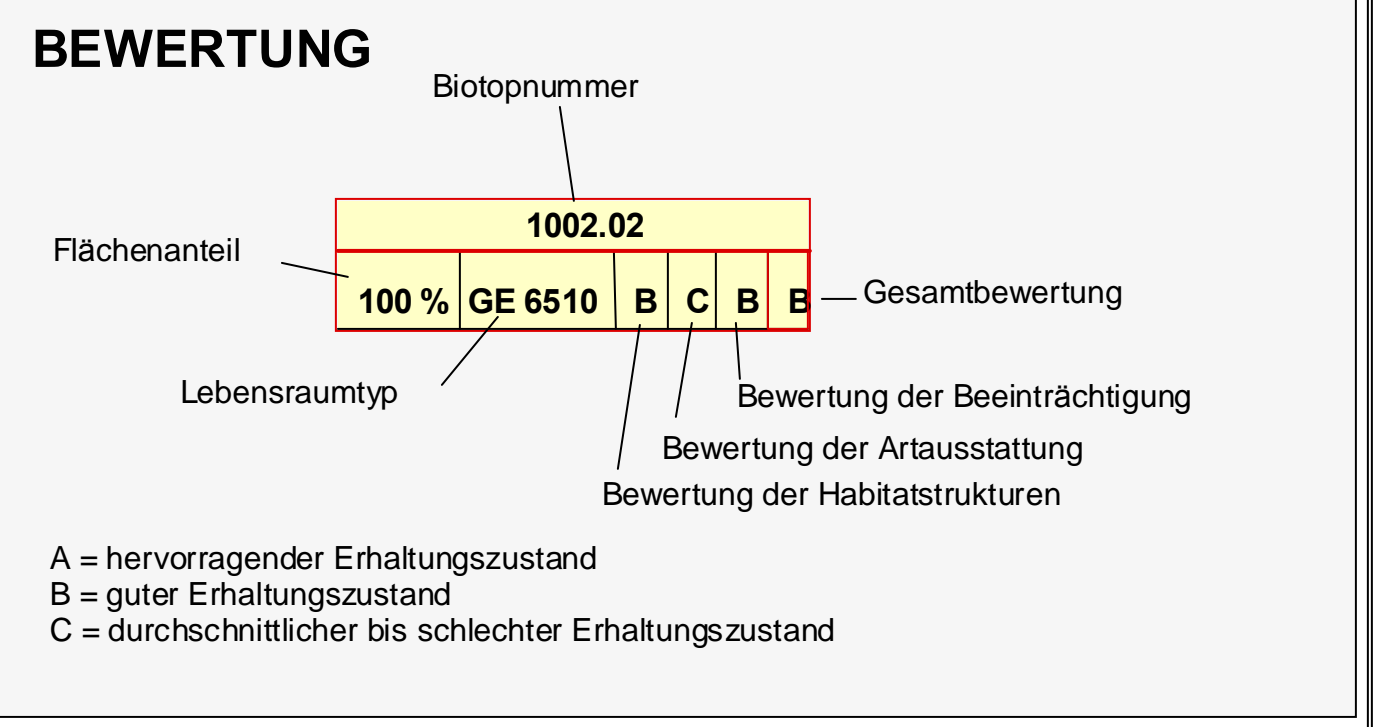 BEWERTUNG
Biotopnummer
1002.02
Flächenanteil
100 % GE 6510 B C B B
Gesamtbewertung
Lebensraumtyp
Bewertung der Beeinträchtigung
Bewertung der Artausstattung
Bewertung der Habitatstrukturen
A = hervorragender Erhaltungszustand
B = guter Erhaltungszustand
C = durchschnittlicher bis schlechter Erhaltungszustand